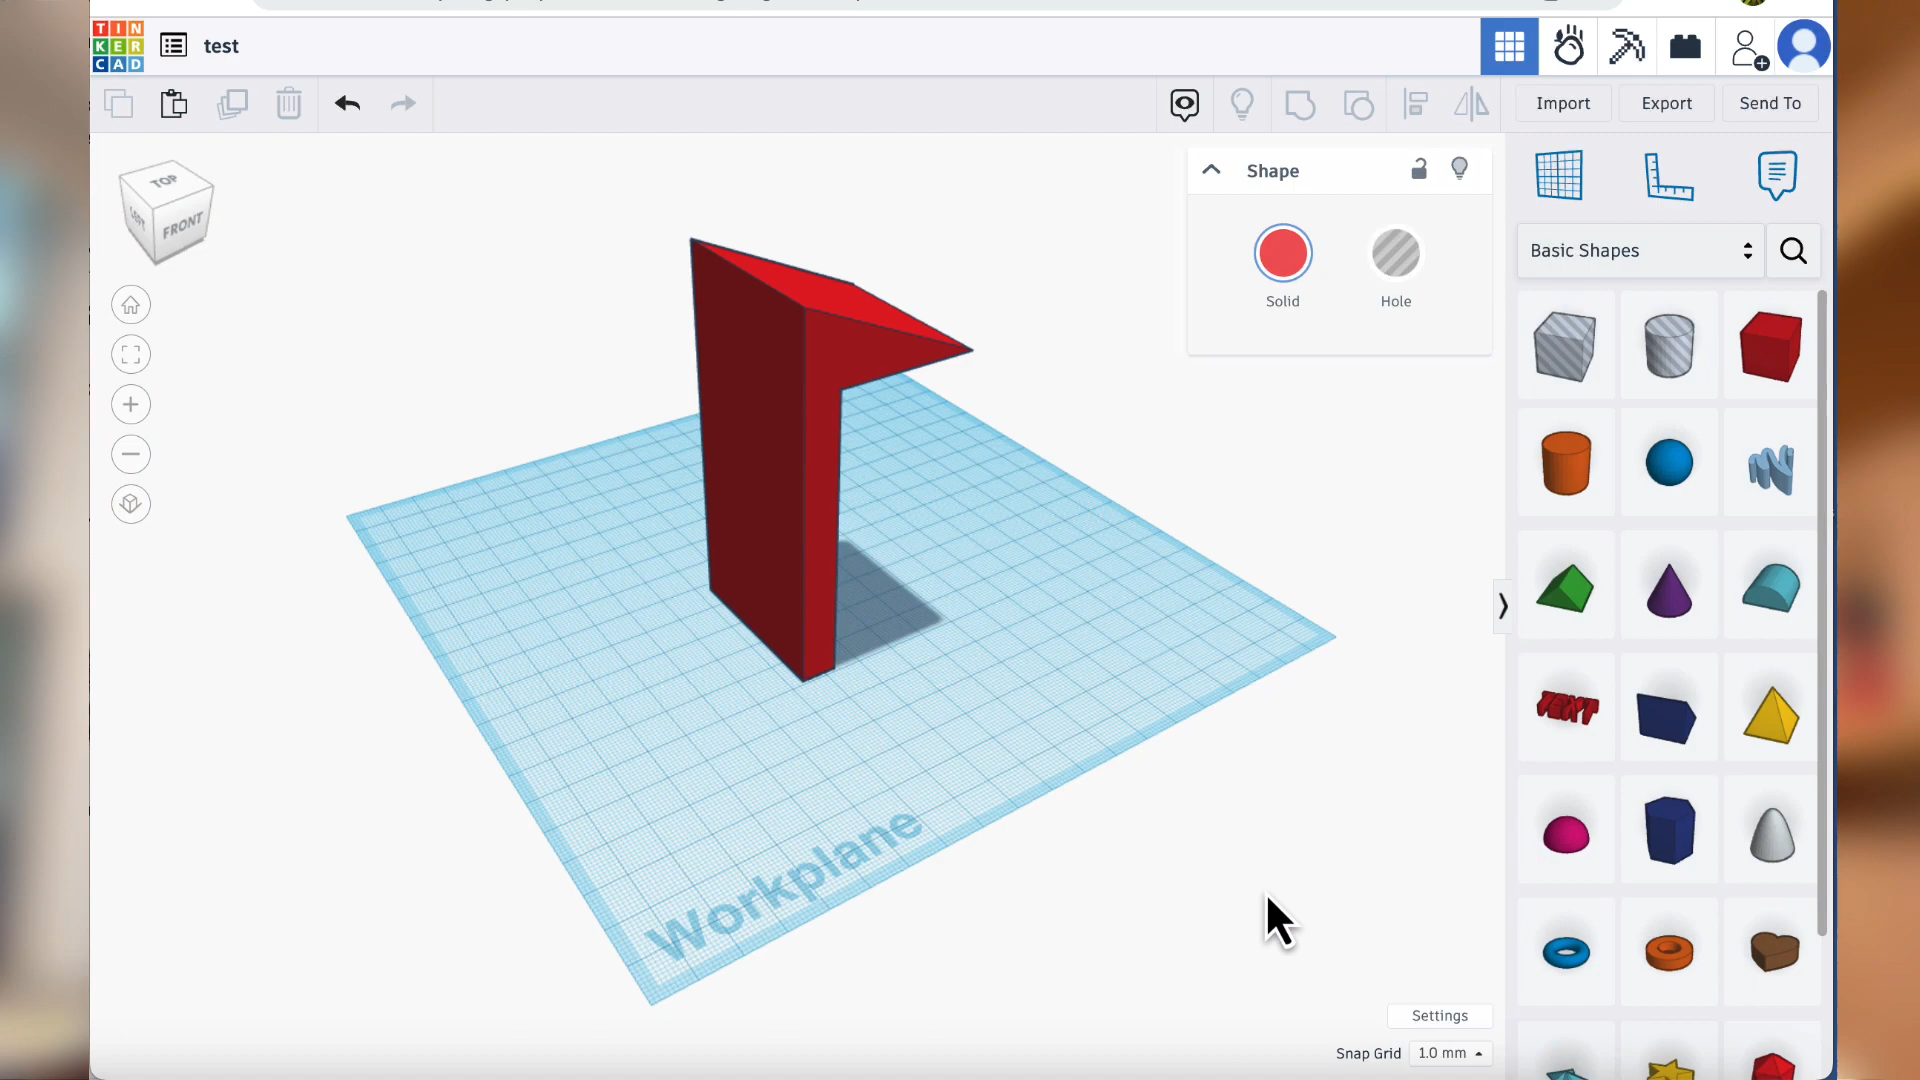 TIN
KER
CAD
test
Import
Export
Send To
TOP
LEFT
FRONT
Shape
Solid
Hole
Basic Shapes
TEXT
Workplane
Settings
Snap Grid 1.0 mm